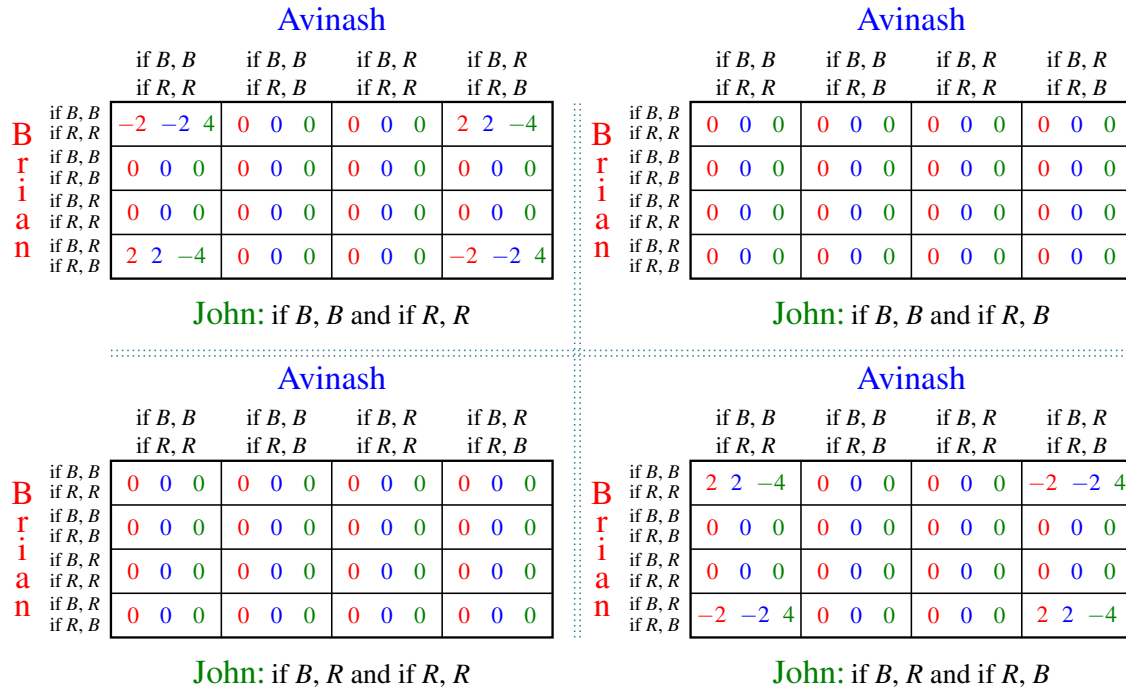 Avinash
if B, B if B, B if B, R if B, R
if R, R if R, B if R, R if R, B
Brian
if B, B
if R, R
−2 −2 4 0 0 0 0 0 0 2 2 −4
if B, B
if R, B
0 0 0 0 0 0 0 0 0 0 0 0
if B, R
if R, R
0 0 0 0 0 0 0 0 0 0 0 0
if B, R
if R, B
2 2 −4 0 0 0 0 0 0 −2 −2 4
John: if B, B and if R, R
Avinash
if B, B if B, B if B, R if B, R
if R, R if R, B if R, R if R, B
Brian
if B, B
if R, R
0 0 0 0 0 0 0 0 0 0 0 0
if B, B
if R, B
0 0 0 0 0 0 0 0 0 0 0 0
if B, R
if R, R
0 0 0 0 0 0 0 0 0 0 0 0
if B, R
if R, B
0 0 0 0 0 0 0 0 0 0 0 0
John: if B, B and if R, B
Avinash
if B, B if B, B if B, R if B, R
if R, R if R, B if R, R if R, B
Brian
if B, B
if R, R
0 0 0 0 0 0 0 0 0 0 0 0
if B, B
if R, B
0 0 0 0 0 0 0 0 0 0 0 0
if B, R
if R, R
0 0 0 0 0 0 0 0 0 0 0 0
if B, R
if R, B
0 0 0 0 0 0 0 0 0 0 0 0
John: if B, R and if R, R
Avinash
if B, B if B, B if B, R if B, R
if R, R if R, B if R, R if R, B
Brian
if B, B
if R, R
2 2 −4 0 0 0 0 0 0 −2 −2 4
if B, B
if R, B
0 0 0 0 0 0 0 0 0 0 0 0
if B, R
if R, R
0 0 0 0 0 0 0 0 0 0 0 0
if B, R
if R, B
−2 −2 4 0 0 0 0 0 0 2 2 −4
John: if B, R and if R, B